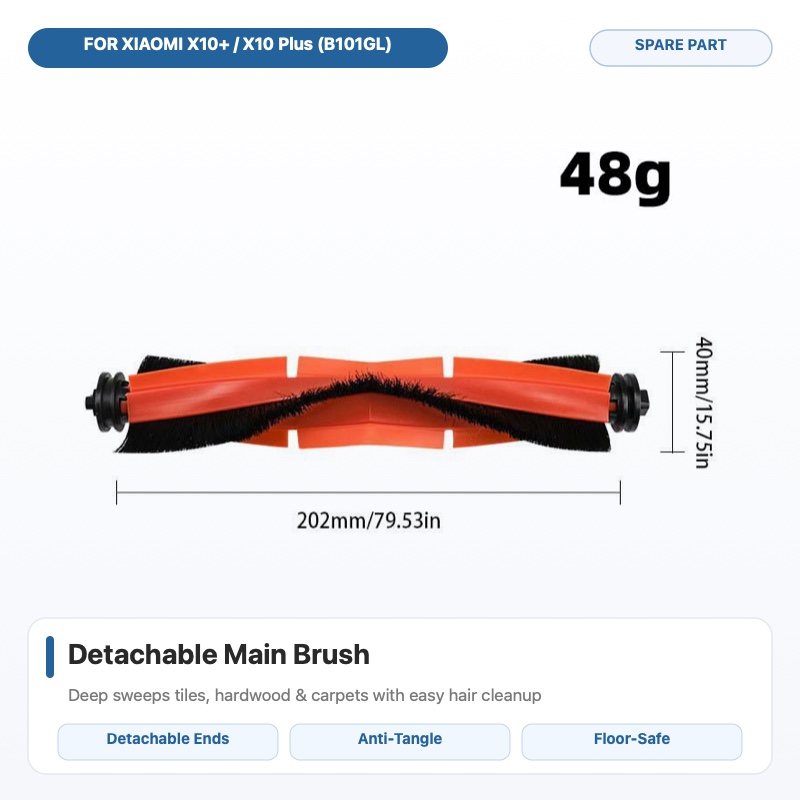 FOR XIAOMI X10+ / X10 Plus (B101GL)
SPARE PART
48g
40mm/15.75in
202mm/79.53in
Detachable Main Brush
Deep sweeps tiles, hardwood & carpets with easy hair cleanup
Detachable Ends
Anti-Tangle
Floor-Safe